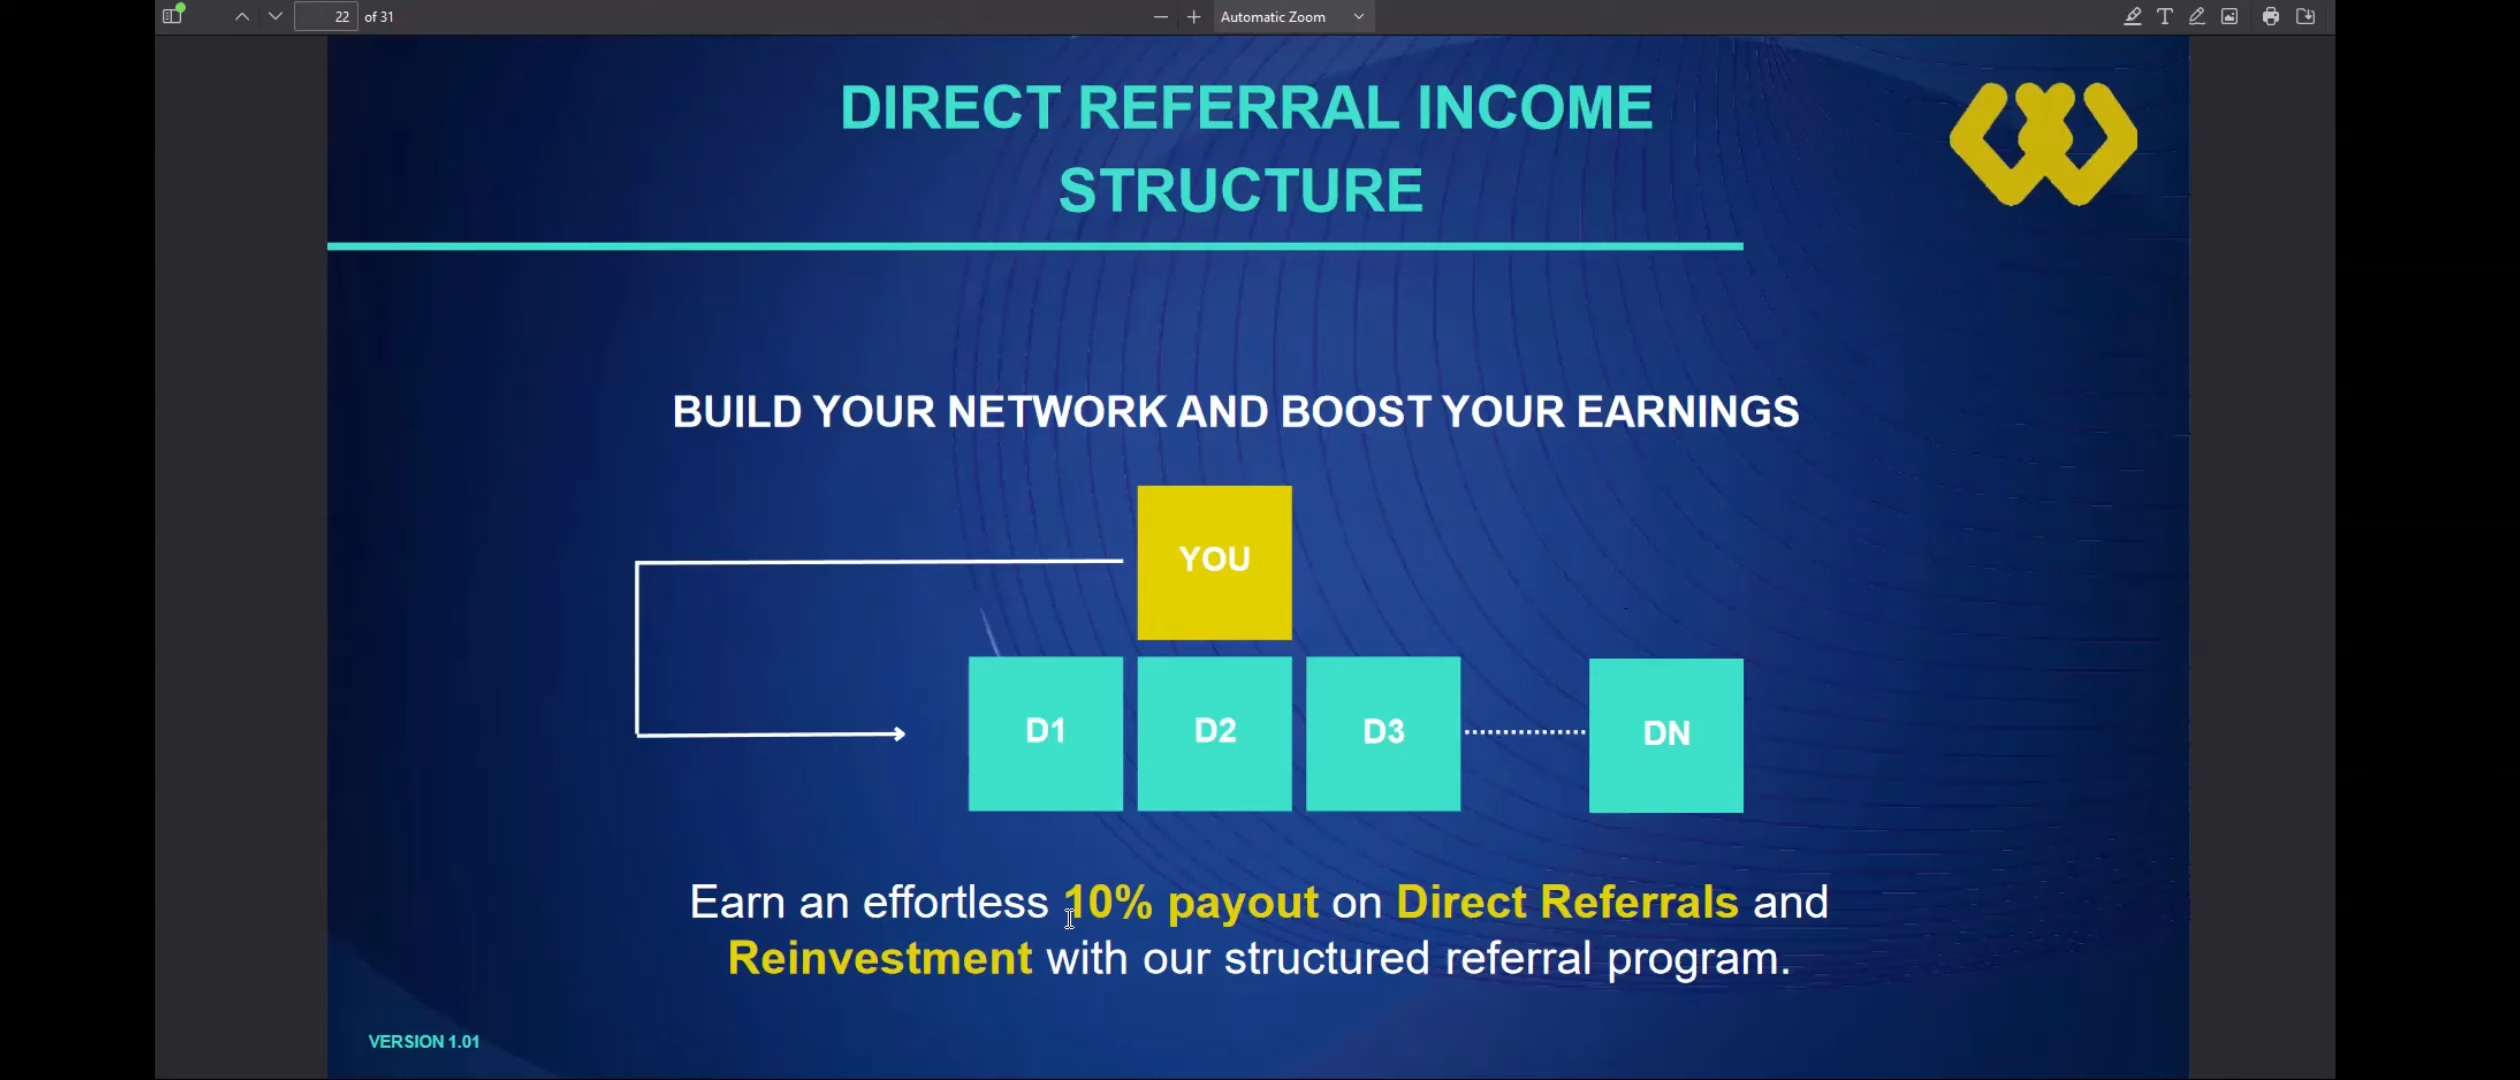 22 of 31
Automatic Zoom
DIRECT REFERRAL INCOME
STRUCTURE
BUILD YOUR NETWORK AND BOOST YOUR EARNINGS
YOU
D1 D2 D3 DN
Earn an effortless 10% payout on Direct Referrals and
Reinvestment with our structured referral program.
VERSION 1.01